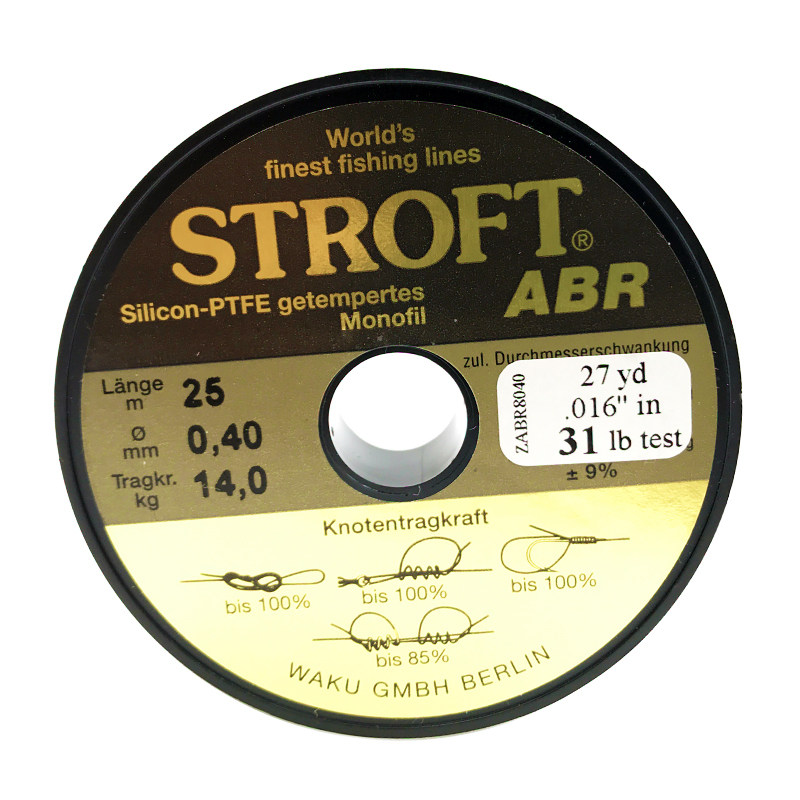 World's
finest fishing lines
STROFT®
ABR
Silicon-PTFE getempertes
Monofil
Länge
m
25
Ø
mm
0,40
Tragkr.
kg
14,0
zul. Durchmesserschwankung
ZABR8040
27 yd
.016" in
31 lb test
± 9%
Knotentragkraft
bis 100%
bis 100%
bis 100%
bis 85%
WAKU GMBH BERLIN